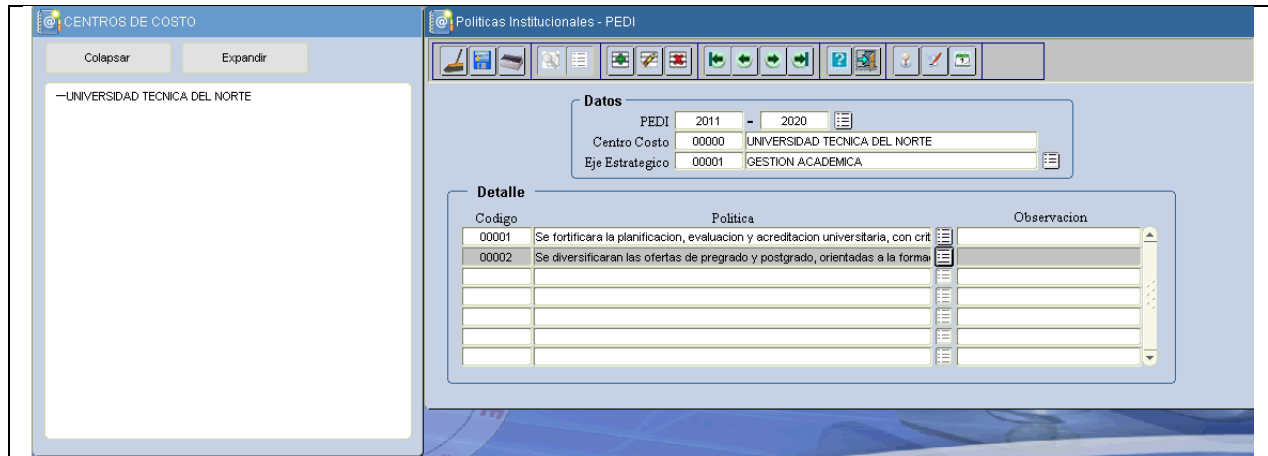 CENTROS DE COSTO
Colapsar Expandir
UNIVERSIDAD TECNICA DEL NORTE
Politicas Institucionales - PEDI
Datos
PEDI 2011 - 2020
Centro Costo 00000 UNIVERSIDAD TECNICA DEL NORTE
Eje Estrategico 00001 GESTION ACADEMICA
Detalle
Codigo Politica Observacion
00001 Se fortificara la planificacion, evaluacion y acreditacion universitaria, con crit
00002 Se diversificaran las ofertas de pregrado y postgrado, orientadas a la forma